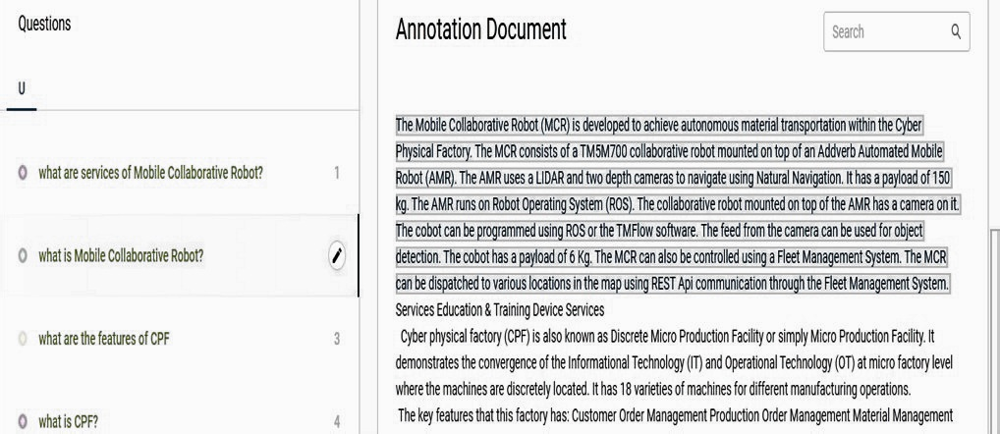 Questions
U
what are services of Mobile Collaborative Robot? 1
what is Mobile Collaborative Robot?
what are the features of CPF 3
what is CPF? 4
Annotation Document
Search
The Mobile Collaborative Robot (MCR) is developed to achieve autonomous material transportation within the Cyber
Physical Factory. The MCR consists of a TM5M700 collaborative robot mounted on top of an Addverb Automated Mobile
Robot (AMR). The AMR uses a LIDAR and two depth cameras to navigate using Natural Navigation. It has a payload of 150
kg. The AMR runs on Robot Operating System (ROS). The collaborative robot mounted on top of the AMR has a camera on it.
The cobot can be programmed using ROS or the TMFlow software. The feed from the camera can be used for object
detection. The cobot has a payload of 6 Kg. The MCR can also be controlled using a Fleet Management System. The MCR
can be dispatched to various locations in the map using REST Api communication through the Fleet Management System.
Services Education & Training Device Services
Cyber physical factory (CPF) is also known as Discrete Micro Production Facility or simply Micro Production Facility. It
demonstrates the convergence of the Informational Technology (IT) and Operational Technology (OT) at micro factory level
where the machines are discretely located. It has 18 varieties of machines for different manufacturing operations.
The key features that this factory has: Customer Order Management Production Order Management Material Management